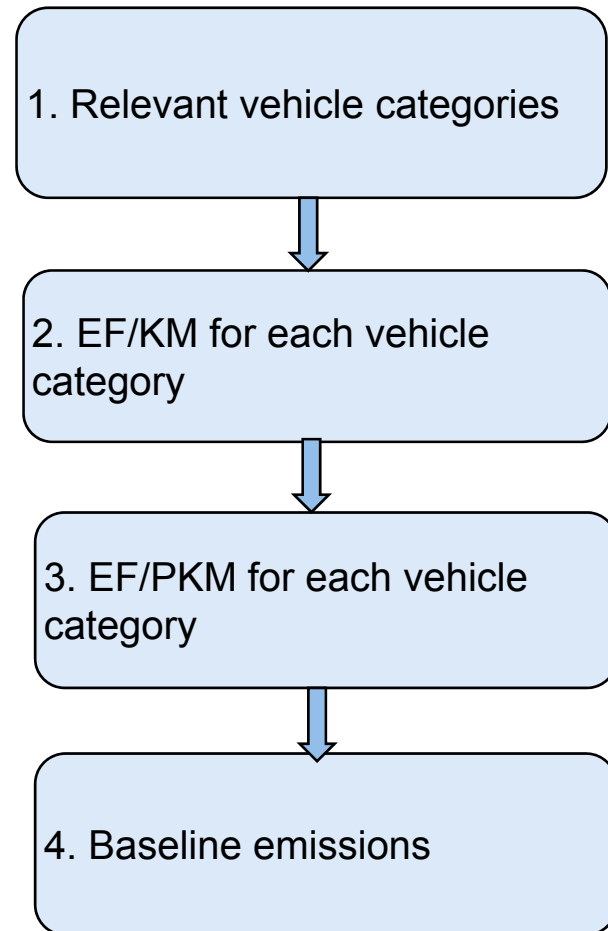 1. Relevant vehicle categories
2. EF/KM for each vehicle
category
3. EF/PKM for each vehicle
category
4. Baseline emissions